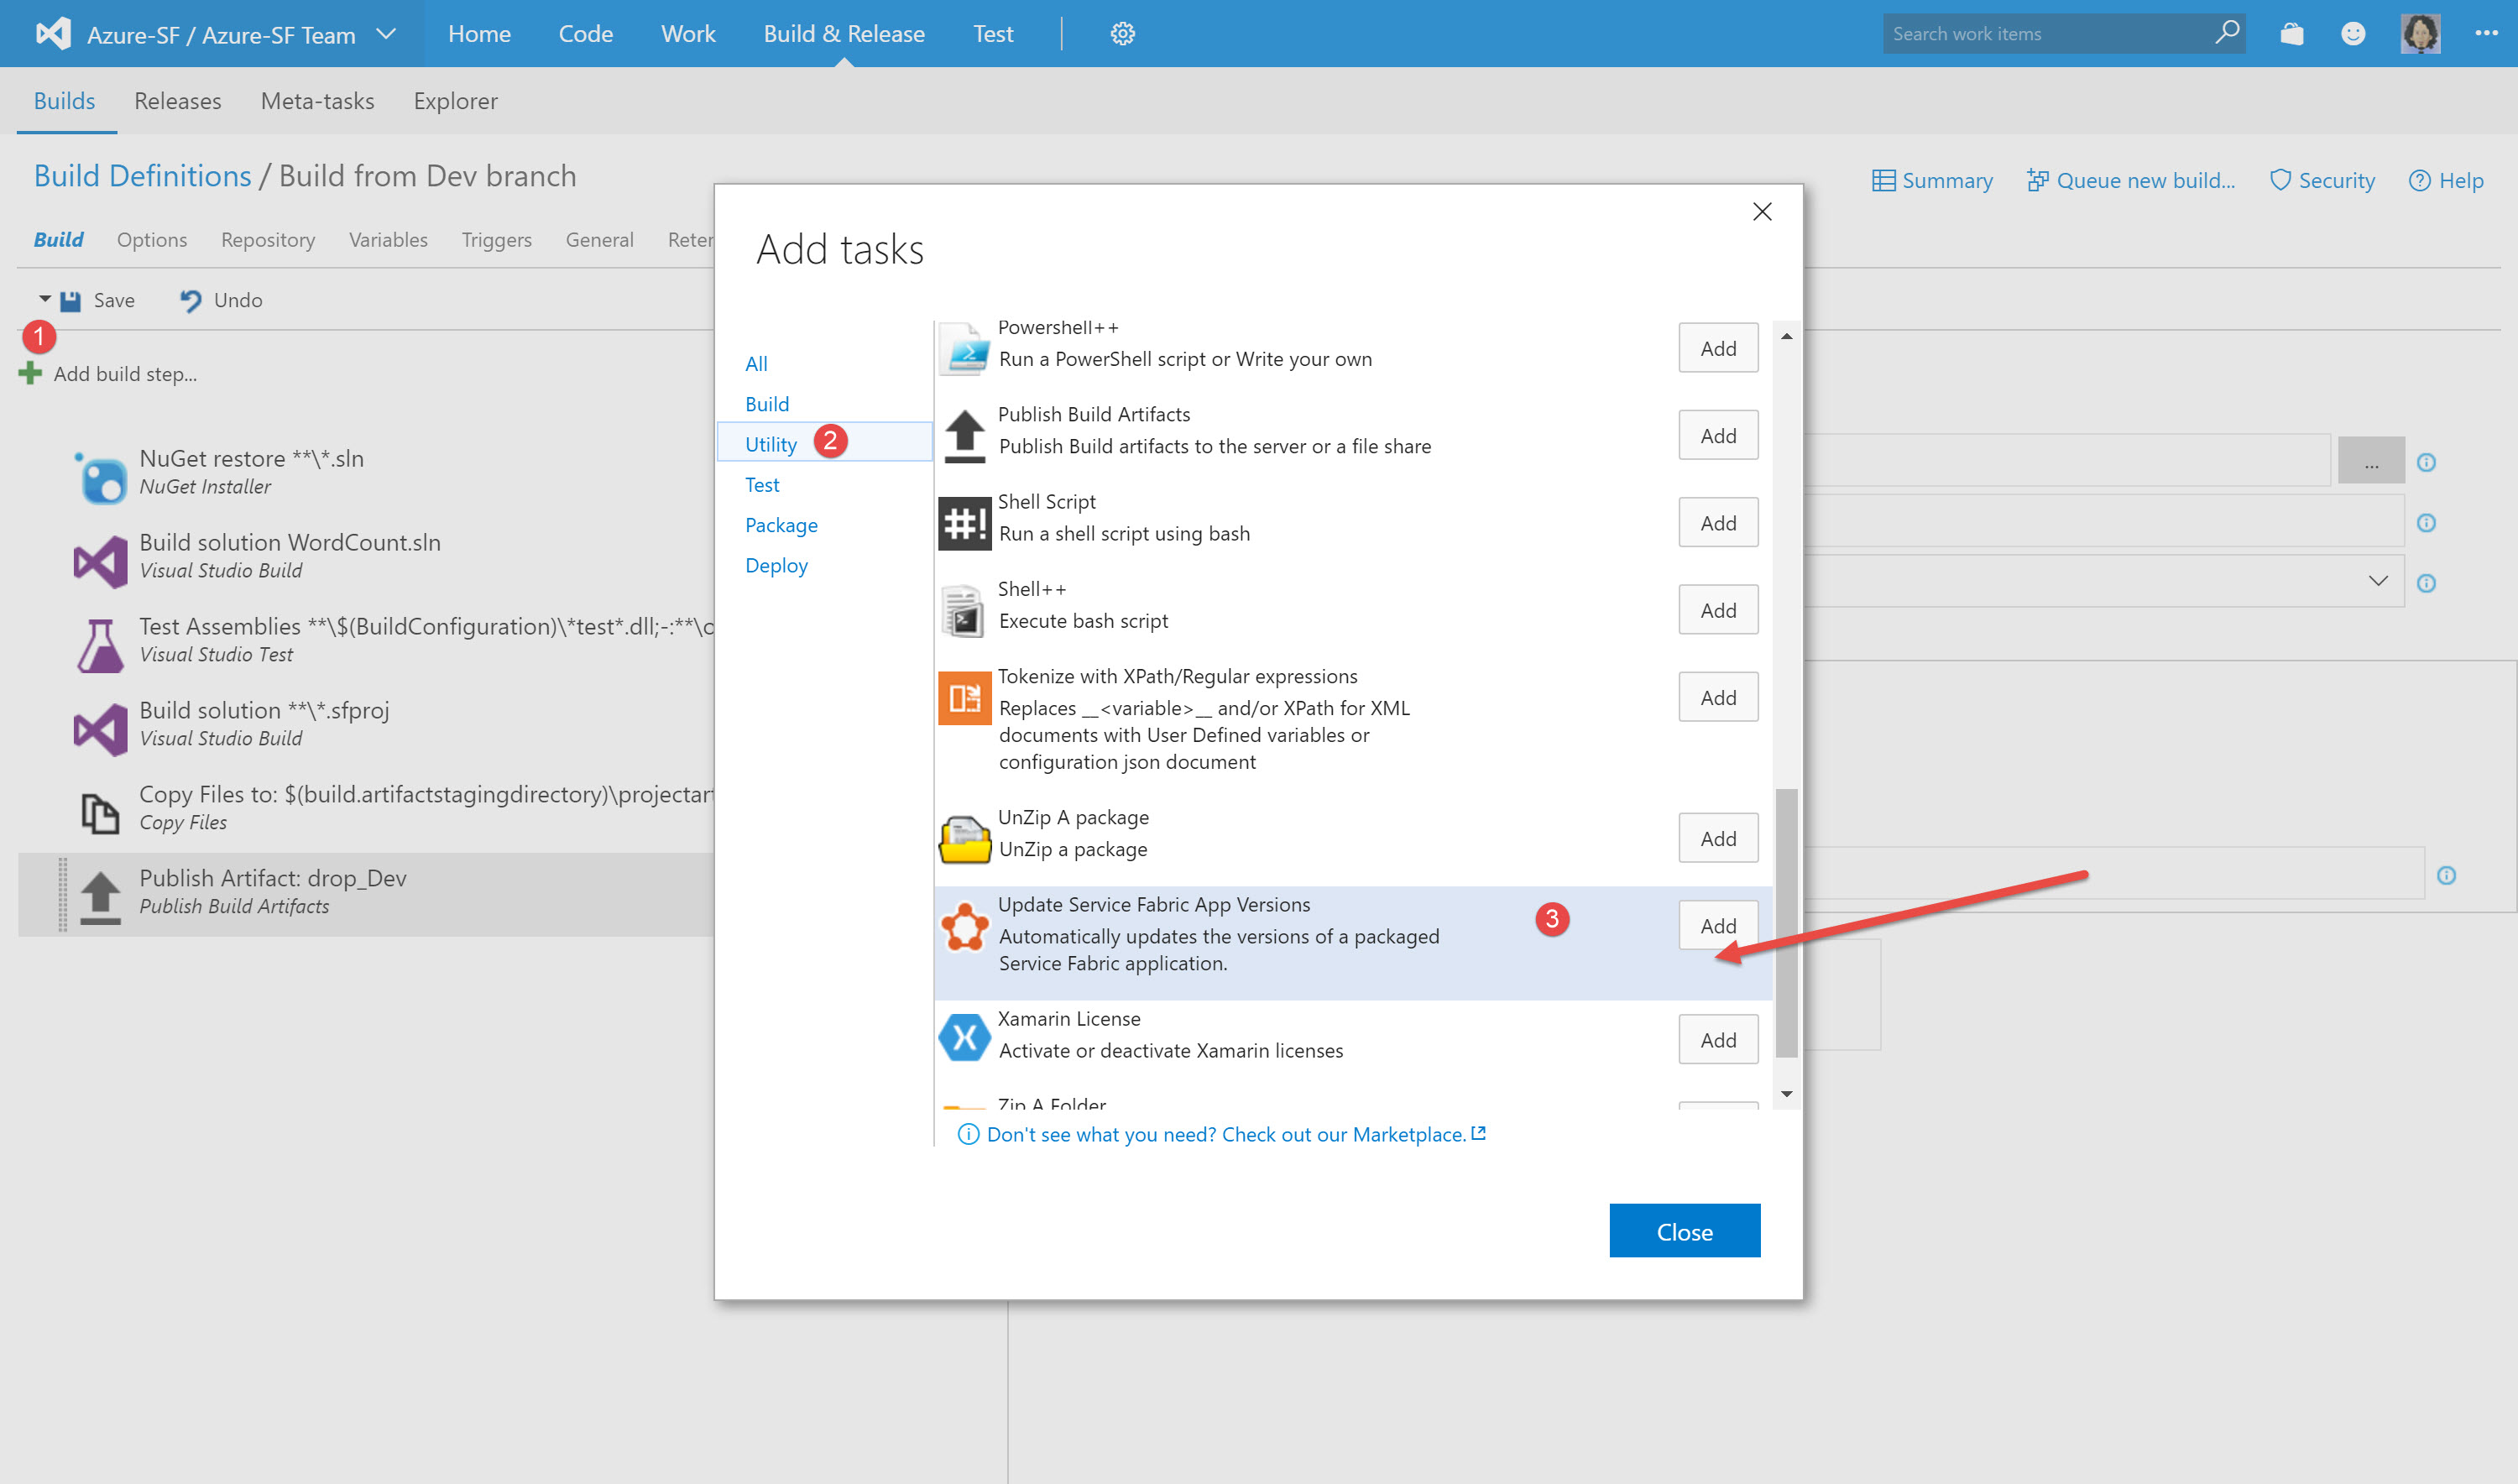 Azure-SF / Azure-SF Team
Home
Code
Work
Build & Release
Test
Search work items
Builds
Releases
Meta-tasks
Explorer
Build Definitions / Build from Dev branch
Summary
Queue new build...
Security
Help
Build
Options
Repository
Variables
Triggers
General
Reten
Save
Undo
1
Add build step...
NuGet restore **\*.sln
NuGet Installer
Build solution WordCount.sln
Visual Studio Build
Test Assemblies **\$(BuildConfiguration)\*test*.dll;-:**\o
Visual Studio Test
Build solution **\*.sfproj
Visual Studio Build
Copy Files to: $(build.artifactstagingdirectory)\projectart
Copy Files
Publish Artifact: drop_Dev
Publish Build Artifacts
Add tasks
All
Build
Utility
2
Test
Package
Deploy
Powershell++
Run a PowerShell script or Write your own
Add
Publish Build Artifacts
Publish Build artifacts to the server or a file share
Add
#!
Shell Script
Run a shell script using bash
Add
Shell++
Execute bash script
Add
Tokenize with XPath/Regular expressions
Replaces __<variable>__ and/or XPath for XML
documents with User Defined variables or
configuration json document
Add
UnZip A package
UnZip a package
Add
Update Service Fabric App Versions
Automatically updates the versions of a packaged
Service Fabric application.
3
Add
X
Xamarin License
Activate or deactivate Xamarin licenses
Add
Zip A Folder
Don't see what you need? Check out our Marketplace.
Close
...